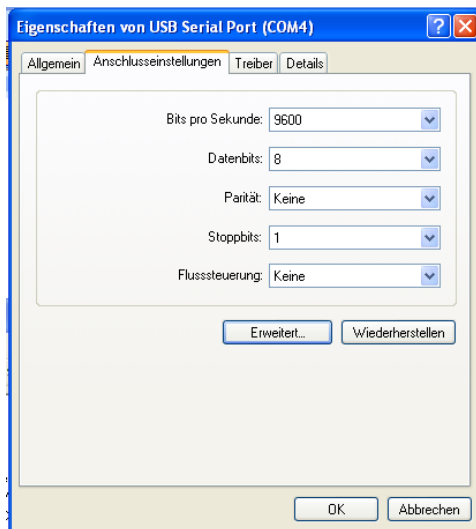 Eigenschaften von USB Serial Port (COM4)
Allgemein Anschlusseinstellungen Treiber Details
Bits pro Sekunde: 9600
Datenbits: 8
Parität: Keine
Stoppbits: 1
Flusssteuerung: Keine
Erweitert... Wiederherstellen
OK Abbrechen